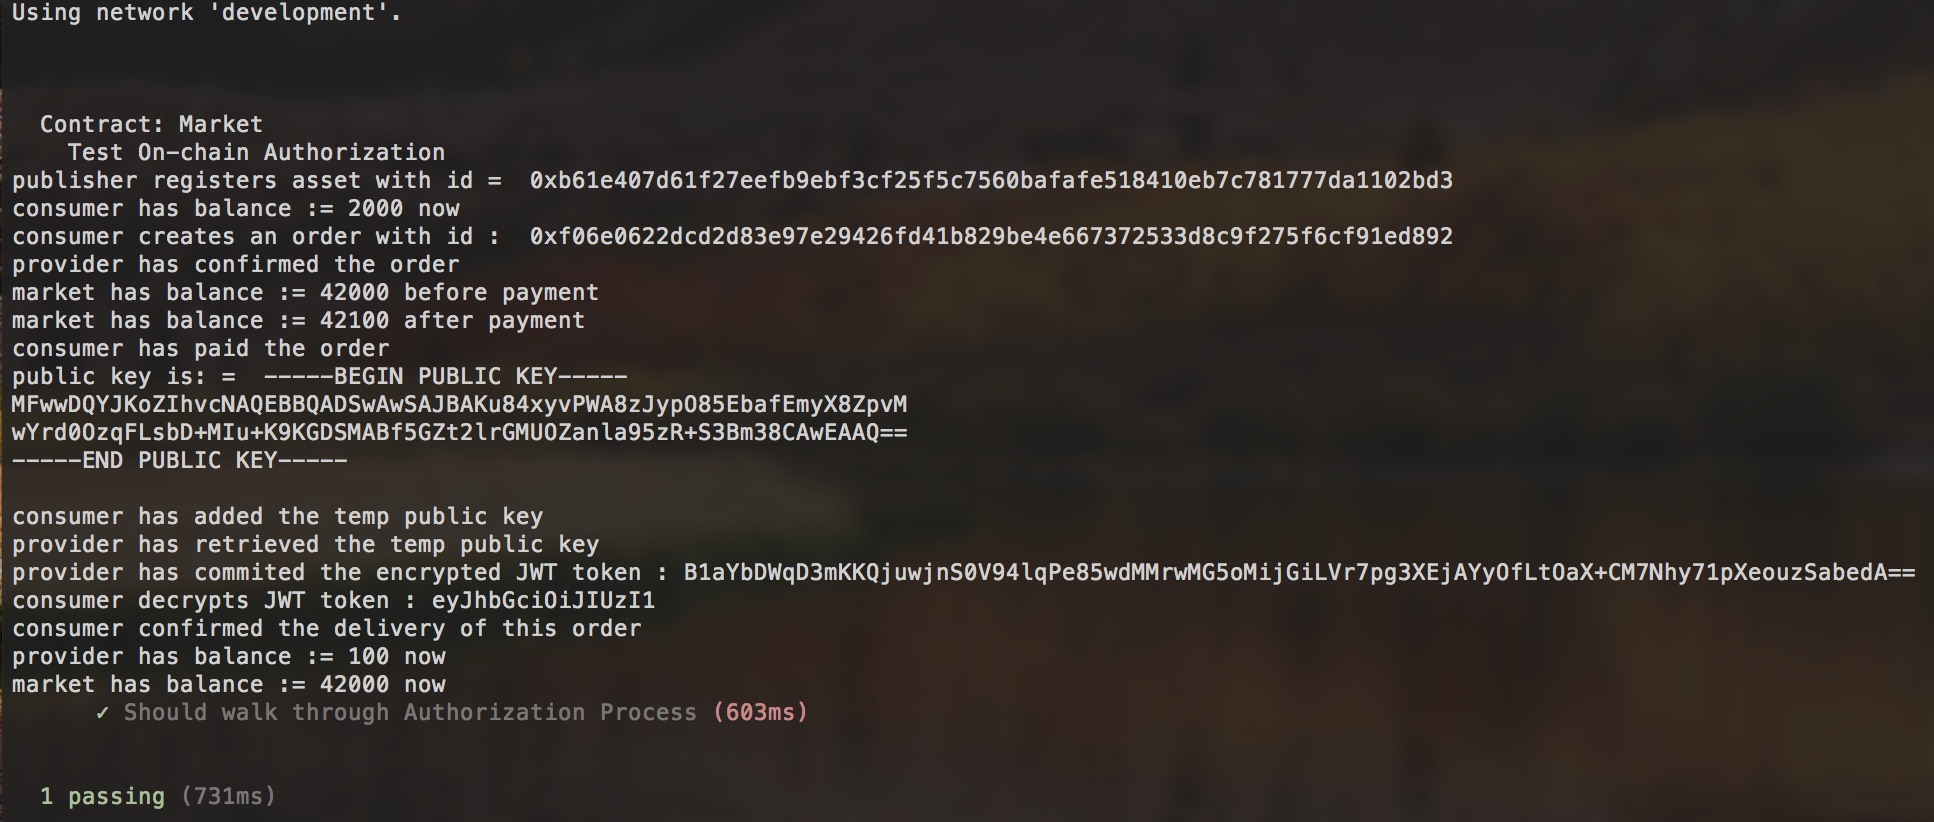 Using network 'development'.
Contract: Market
Test On-chain Authorization
publisher registers asset with id =  0xb61e407d61f27eefb9ebf3cf25f5c7560bafafe518410eb7c781777da1102bd3
consumer has balance := 2000 now
consumer creates an order with id :  0xf06e0622dcd2d83e97e29426fd41b829be4e667372533d8c9f275f6cf91ed892
provider has confirmed the order
market has balance := 42000 before payment
market has balance := 42100 after payment
consumer has paid the order
public key is: =  -----BEGIN PUBLIC KEY-----
MFwwDQYJKoZIhvcNAQEBBQADSwAwSAJBAKu84xyvPWA8zJypO85EbafEmyX8ZpvM
wYrd0OzqFLsbD+MIu+K9KGDSMABf5GZt2lrGMUOZanla95zR+S3Bm38CAwEAAQ==
-----END PUBLIC KEY-----
consumer has added the temp public key
provider has retrieved the temp public key
provider has commited the encrypted JWT token : B1aYbDWqD3mKKQjuwjnS0V94lqPe85wdMMrwMG5oMijGiLVr7pg3XEjAYyOfLtOaX+CM7Nhy71pXeouzSabedA==
consumer decrypts JWT token : eyJhbGciOiJIUzI1
consumer confirmed the delivery of this order
provider has balance := 100 now
market has balance := 42000 now
✓ Should walk through Authorization Process (603ms)
1 passing (731ms)